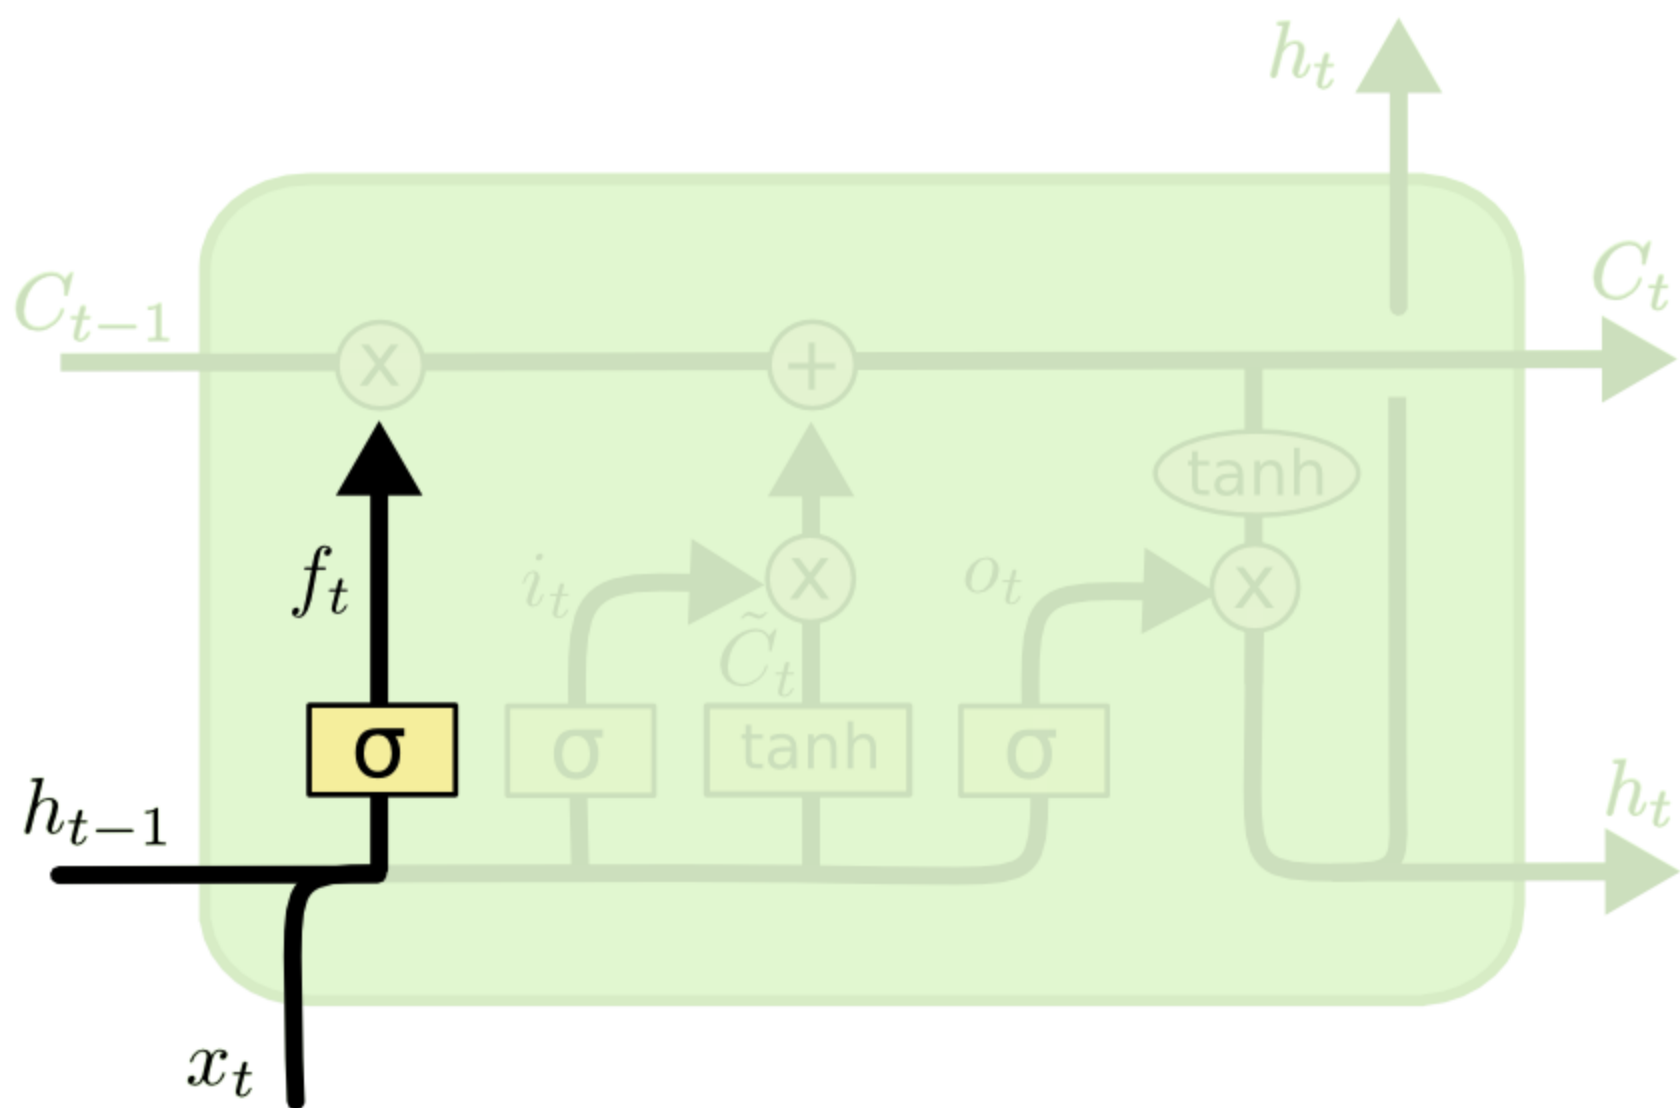 h_t
C_{t-1}
C_t
x
+
tanh
f_t
i_t
x
o_t
x
C̃_t
σ
σ
tanh
σ
h_{t-1}
h_t
x_t